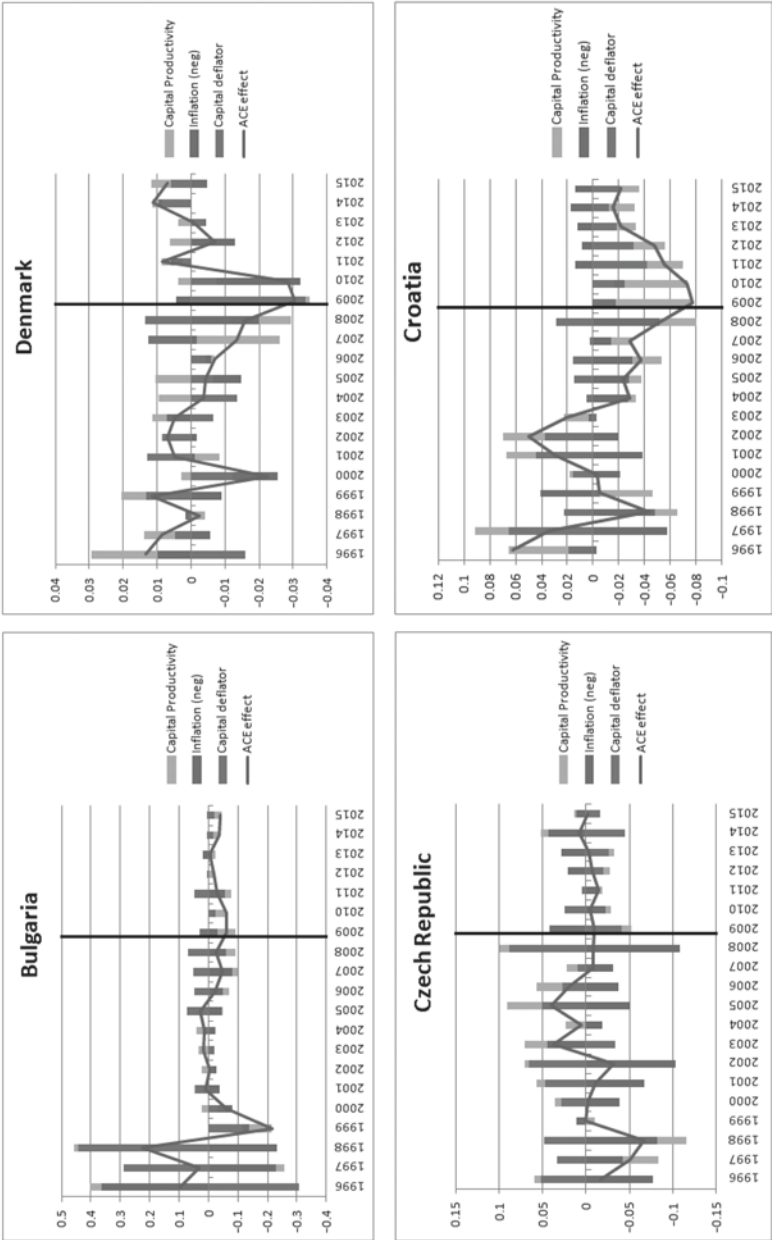 Bulgaria
0.5
0.4
0.3
0.2
0.1
0
-0.1
-0.2
-0.3
-0.4
1996 1997 1998 1999 2000 2001 2002 2003 2004 2005 2006 2007 2008 2009 2010 2011 2012 2013 2014 2015
Capital Productivity
Inflation (neg)
Capital deflator
ACE effect
Denmark
0.04
0.03
0.02
0.01
0
-0.01
-0.02
-0.03
-0.04
1996 1997 1998 1999 2000 2001 2002 2003 2004 2005 2006 2007 2008 2009 2010 2011 2012 2013 2014 2015
Capital Productivity
Inflation (neg)
Capital deflator
ACE effect
Czech Republic
0.15
0.1
0.05
0
-0.05
-0.1
-0.15
1996 1997 1998 1999 2000 2001 2002 2003 2004 2005 2006 2007 2008 2009 2010 2011 2012 2013 2014 2015
Capital Productivity
Inflation (neg)
Capital deflator
ACE effect
Croatia
0.12
0.1
0.08
0.06
0.04
0.02
0
-0.02
-0.04
-0.06
-0.08
-0.1
1996 1997 1998 1999 2000 2001 2002 2003 2004 2005 2006 2007 2008 2009 2010 2011 2012 2013 2014 2015
Capital Productivity
Inflation (neg)
Capital deflator
ACE effect